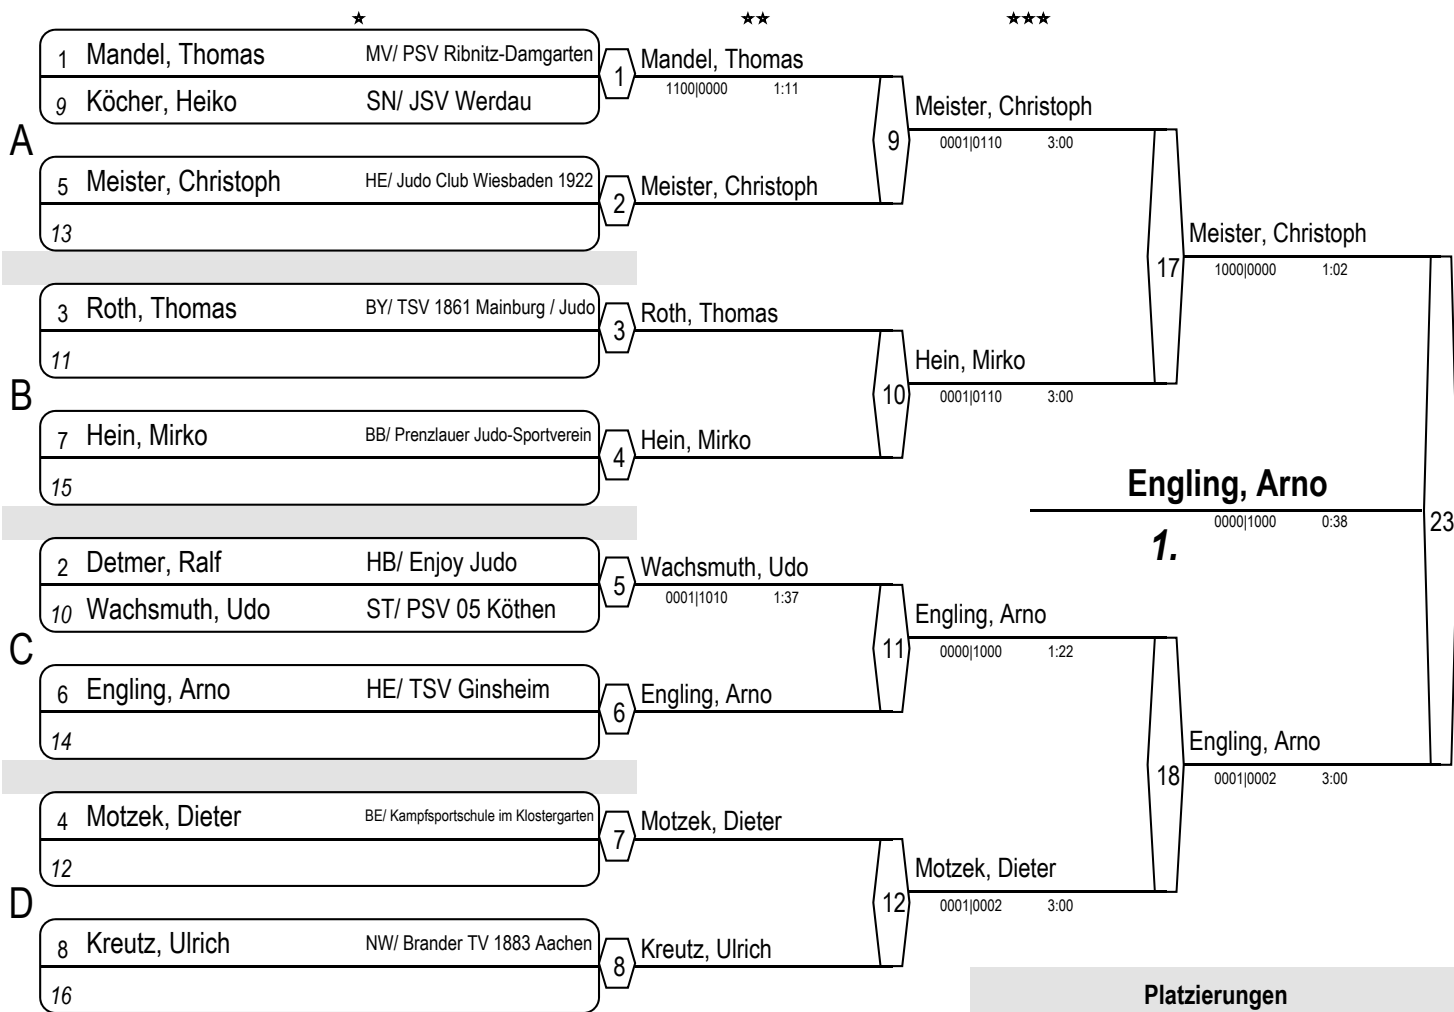 ★ ★★ ★★★
1 Mandel, Thomas MV/ PSV Ribnitz-Damgarten
9 Köcher, Heiko SN/ JSV Werdau
1 Mandel, Thomas
1100|0000 1:11
A
5 Meister, Christoph HE/ Judo Club Wiesbaden 1922
13
2 Meister, Christoph
9 Meister, Christoph
0001|0110 3:00
3 Roth, Thomas BY/ TSV 1861 Mainburg / Judo
11
3 Roth, Thomas
B
7 Hein, Mirko BB/ Prenzlauer Judo-Sportverein
15
4 Hein, Mirko
10 Hein, Mirko
0001|0110 3:00
17 Meister, Christoph
1000|0000 1:02
2 Detmer, Ralf HB/ Enjoy Judo
10 Wachsmuth, Udo ST/ PSV 05 Köthen
5 Wachsmuth, Udo
0001|1010 1:37
C
6 Engling, Arno HE/ TSV Ginsheim
14
6 Engling, Arno
11 Engling, Arno
0000|1000 1:22
4 Motzek, Dieter BE/ Kampfsportschule im Klostergarten
12
7 Motzek, Dieter
D
8 Kreutz, Ulrich NW/ Brander TV 1883 Aachen
16
8 Kreutz, Ulrich
12 Motzek, Dieter
0001|0002 3:00
18 Engling, Arno
0001|0002 3:00
Engling, Arno
1. 0000|1000 0:38
23
Platzierungen